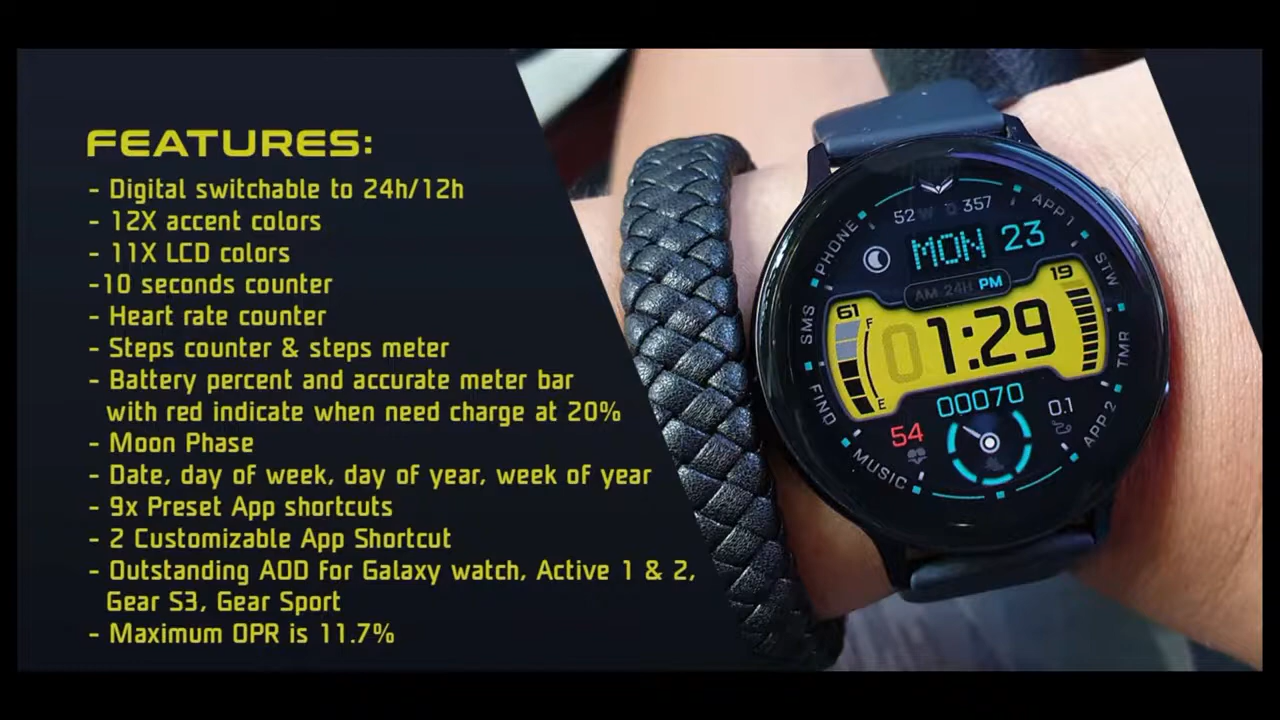 FEATURES:
- Digital switchable to 24h/12h
- 12X accent colors
- 11X LCD colors
-10 seconds counter
- Heart rate counter
- Steps counter & steps meter
- Battery percent and accurate meter bar
with red indicate when need charge at 20%
- Moon Phase
- Date, day of week, day of year, week of year
- 9x Preset App shortcuts
- 2 Customizable App Shortcut
- Outstanding AOD for Galaxy watch, Active 1 & 2,
Gear S3, Gear Sport
- Maximum OPR is 11.7%
52 W D 357
MON 23
AM 24H PM
61
19
F
01:29
E
00070
54
0.1
PHONE
SMS
FIND
MUSIC
APP 1
STW
TMR
APP 2